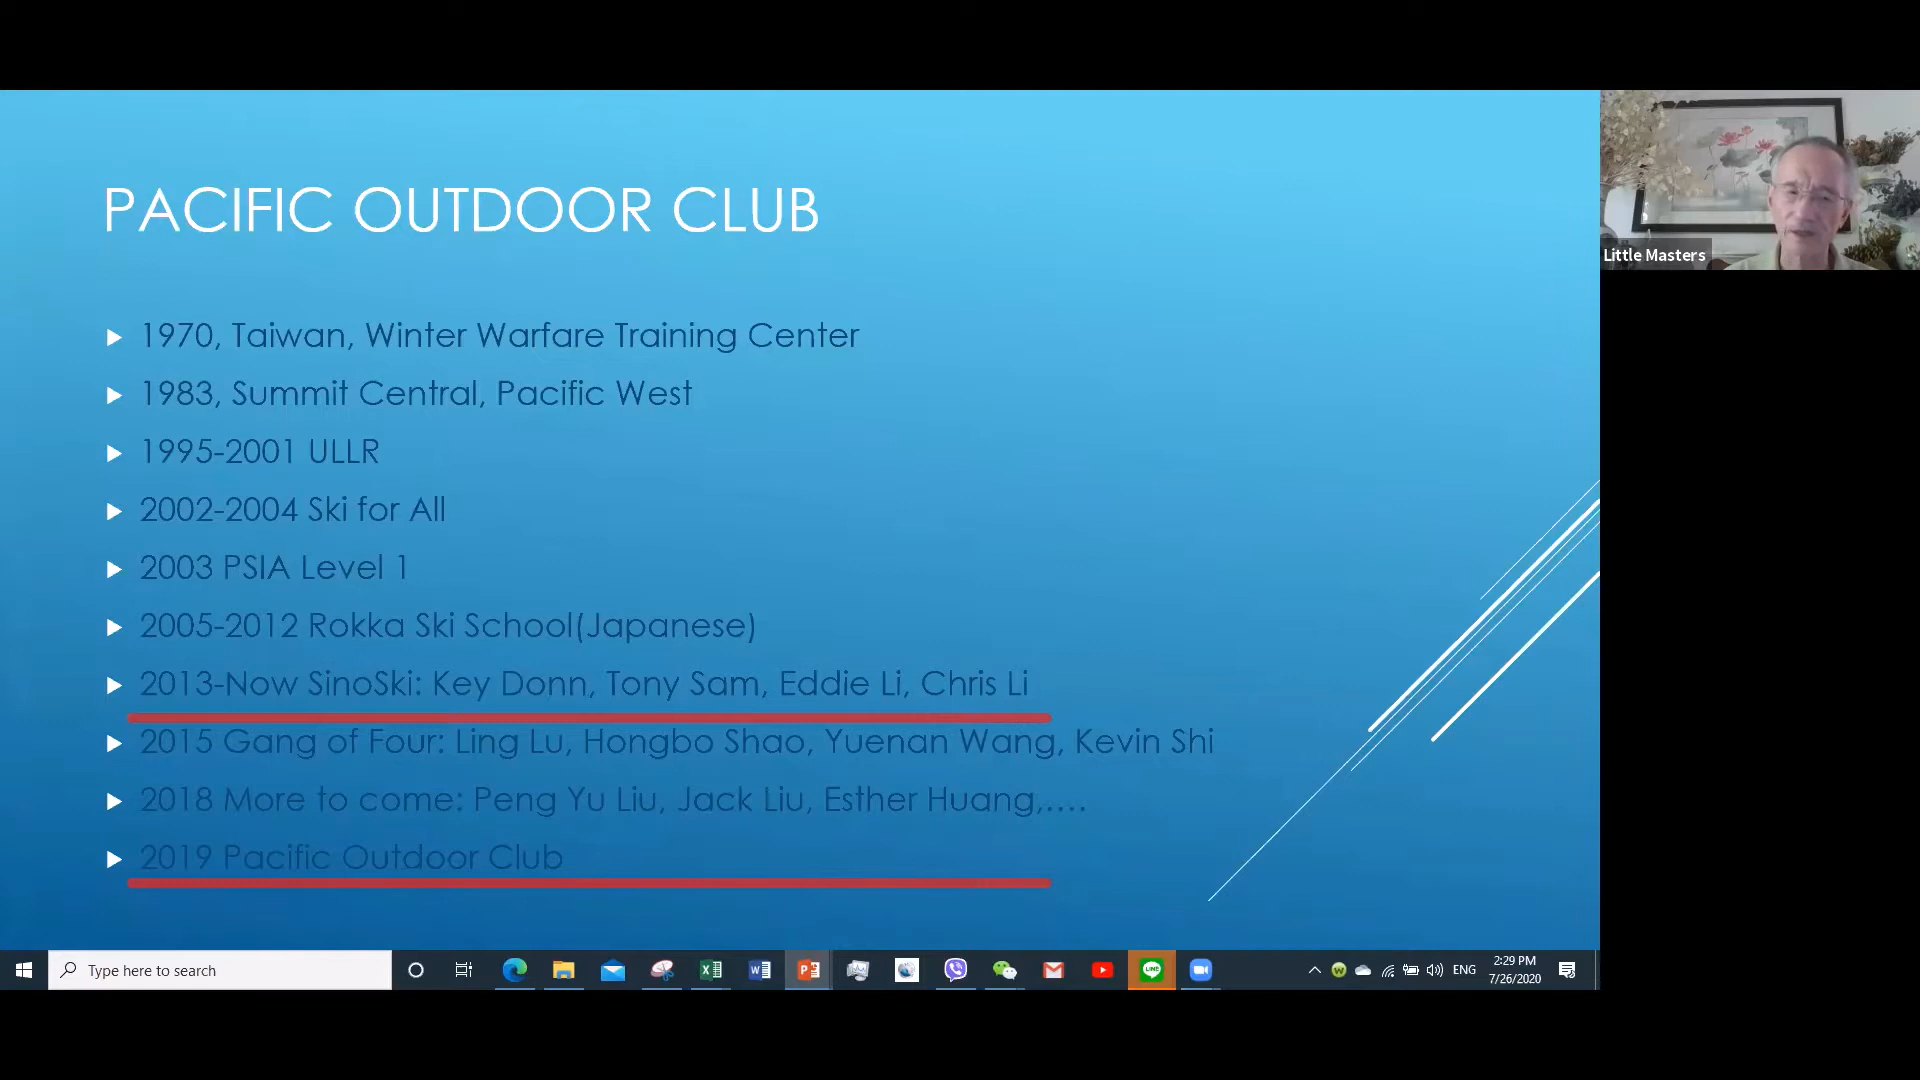 PACIFIC OUTDOOR CLUB
1970, Taiwan, Winter Warfare Training Center
1983, Summit Central, Pacific West
1995-2001 ULLR
2002-2004 Ski for All
2003 PSIA Level 1
2005-2012 Rokka Ski School(Japanese)
2013-Now SinoSki: Key Donn, Tony Sam, Eddie Li, Chris Li
2015 Gang of Four: Ling Lu, Hongbo Shao, Yuenan Wang, Kevin Shi
2018 More to come: Peng Yu Liu, Jack Liu, Esther Huang,....
2019 Pacific Outdoor Club
Little Masters
Type here to search
ENG
2:29 PM
7/26/2020